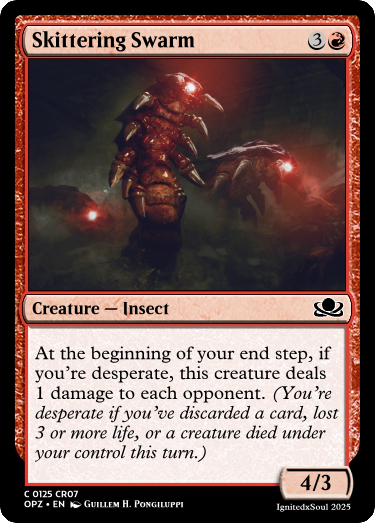 Skittering Swarm
3
Creature — Insect
At the beginning of your end step, if
you're desperate, this creature deals
1 damage to each opponent. (You're
desperate if you've discarded a card, lost
3 or more life, or a creature died under
your control this turn.)
4/3
C 0125 CR07
OPZ • EN Guillem H. Pongiluppi
IgnitedxSoul 2025